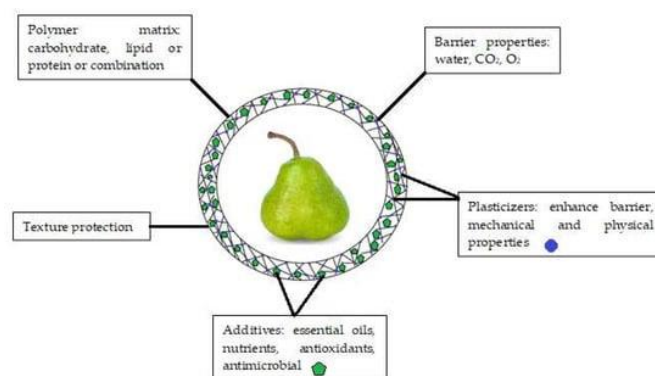 Polymer matrix:
carbohydrate, lipid or
protein or combination
Barrier properties:
water, CO₂, O₂
Texture protection
Plasticizers: enhance barrier,
mechanical and physical
properties
Additives: essential oils,
nutrients, antioxidants,
antimicrobial